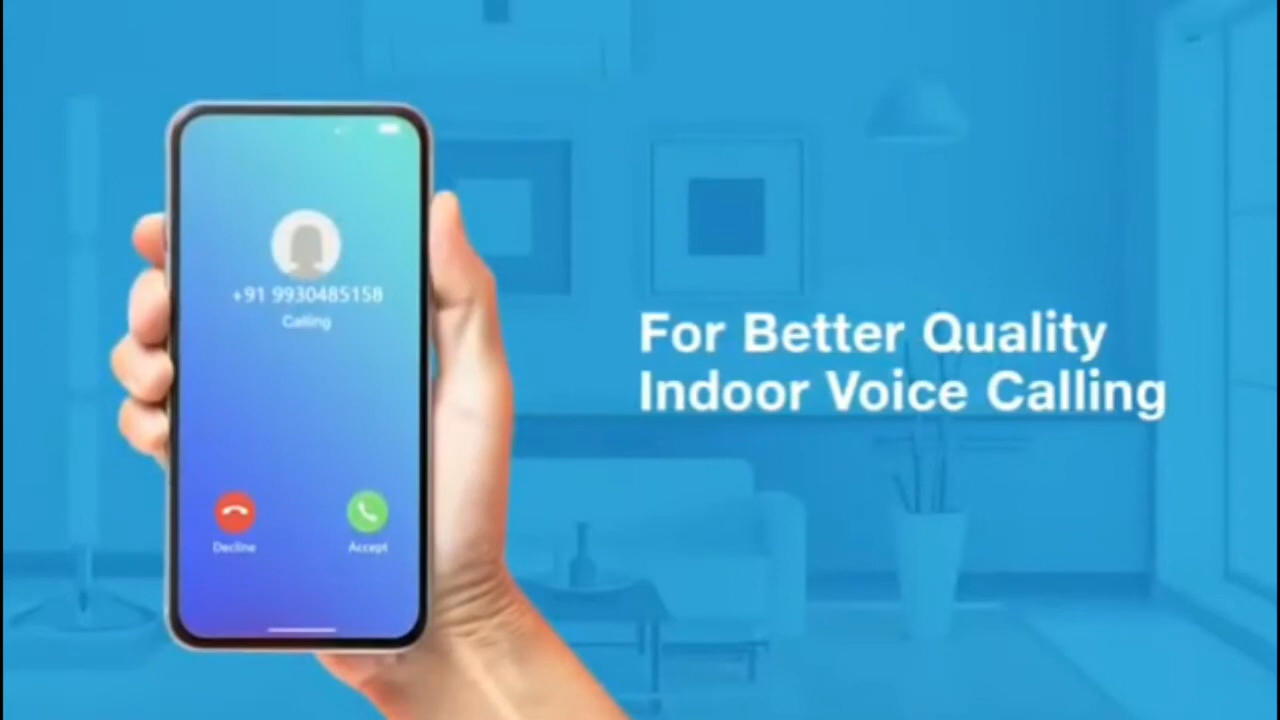 +91 9930485158
Calling
Decline
Accept
For Better Quality
Indoor Voice Calling